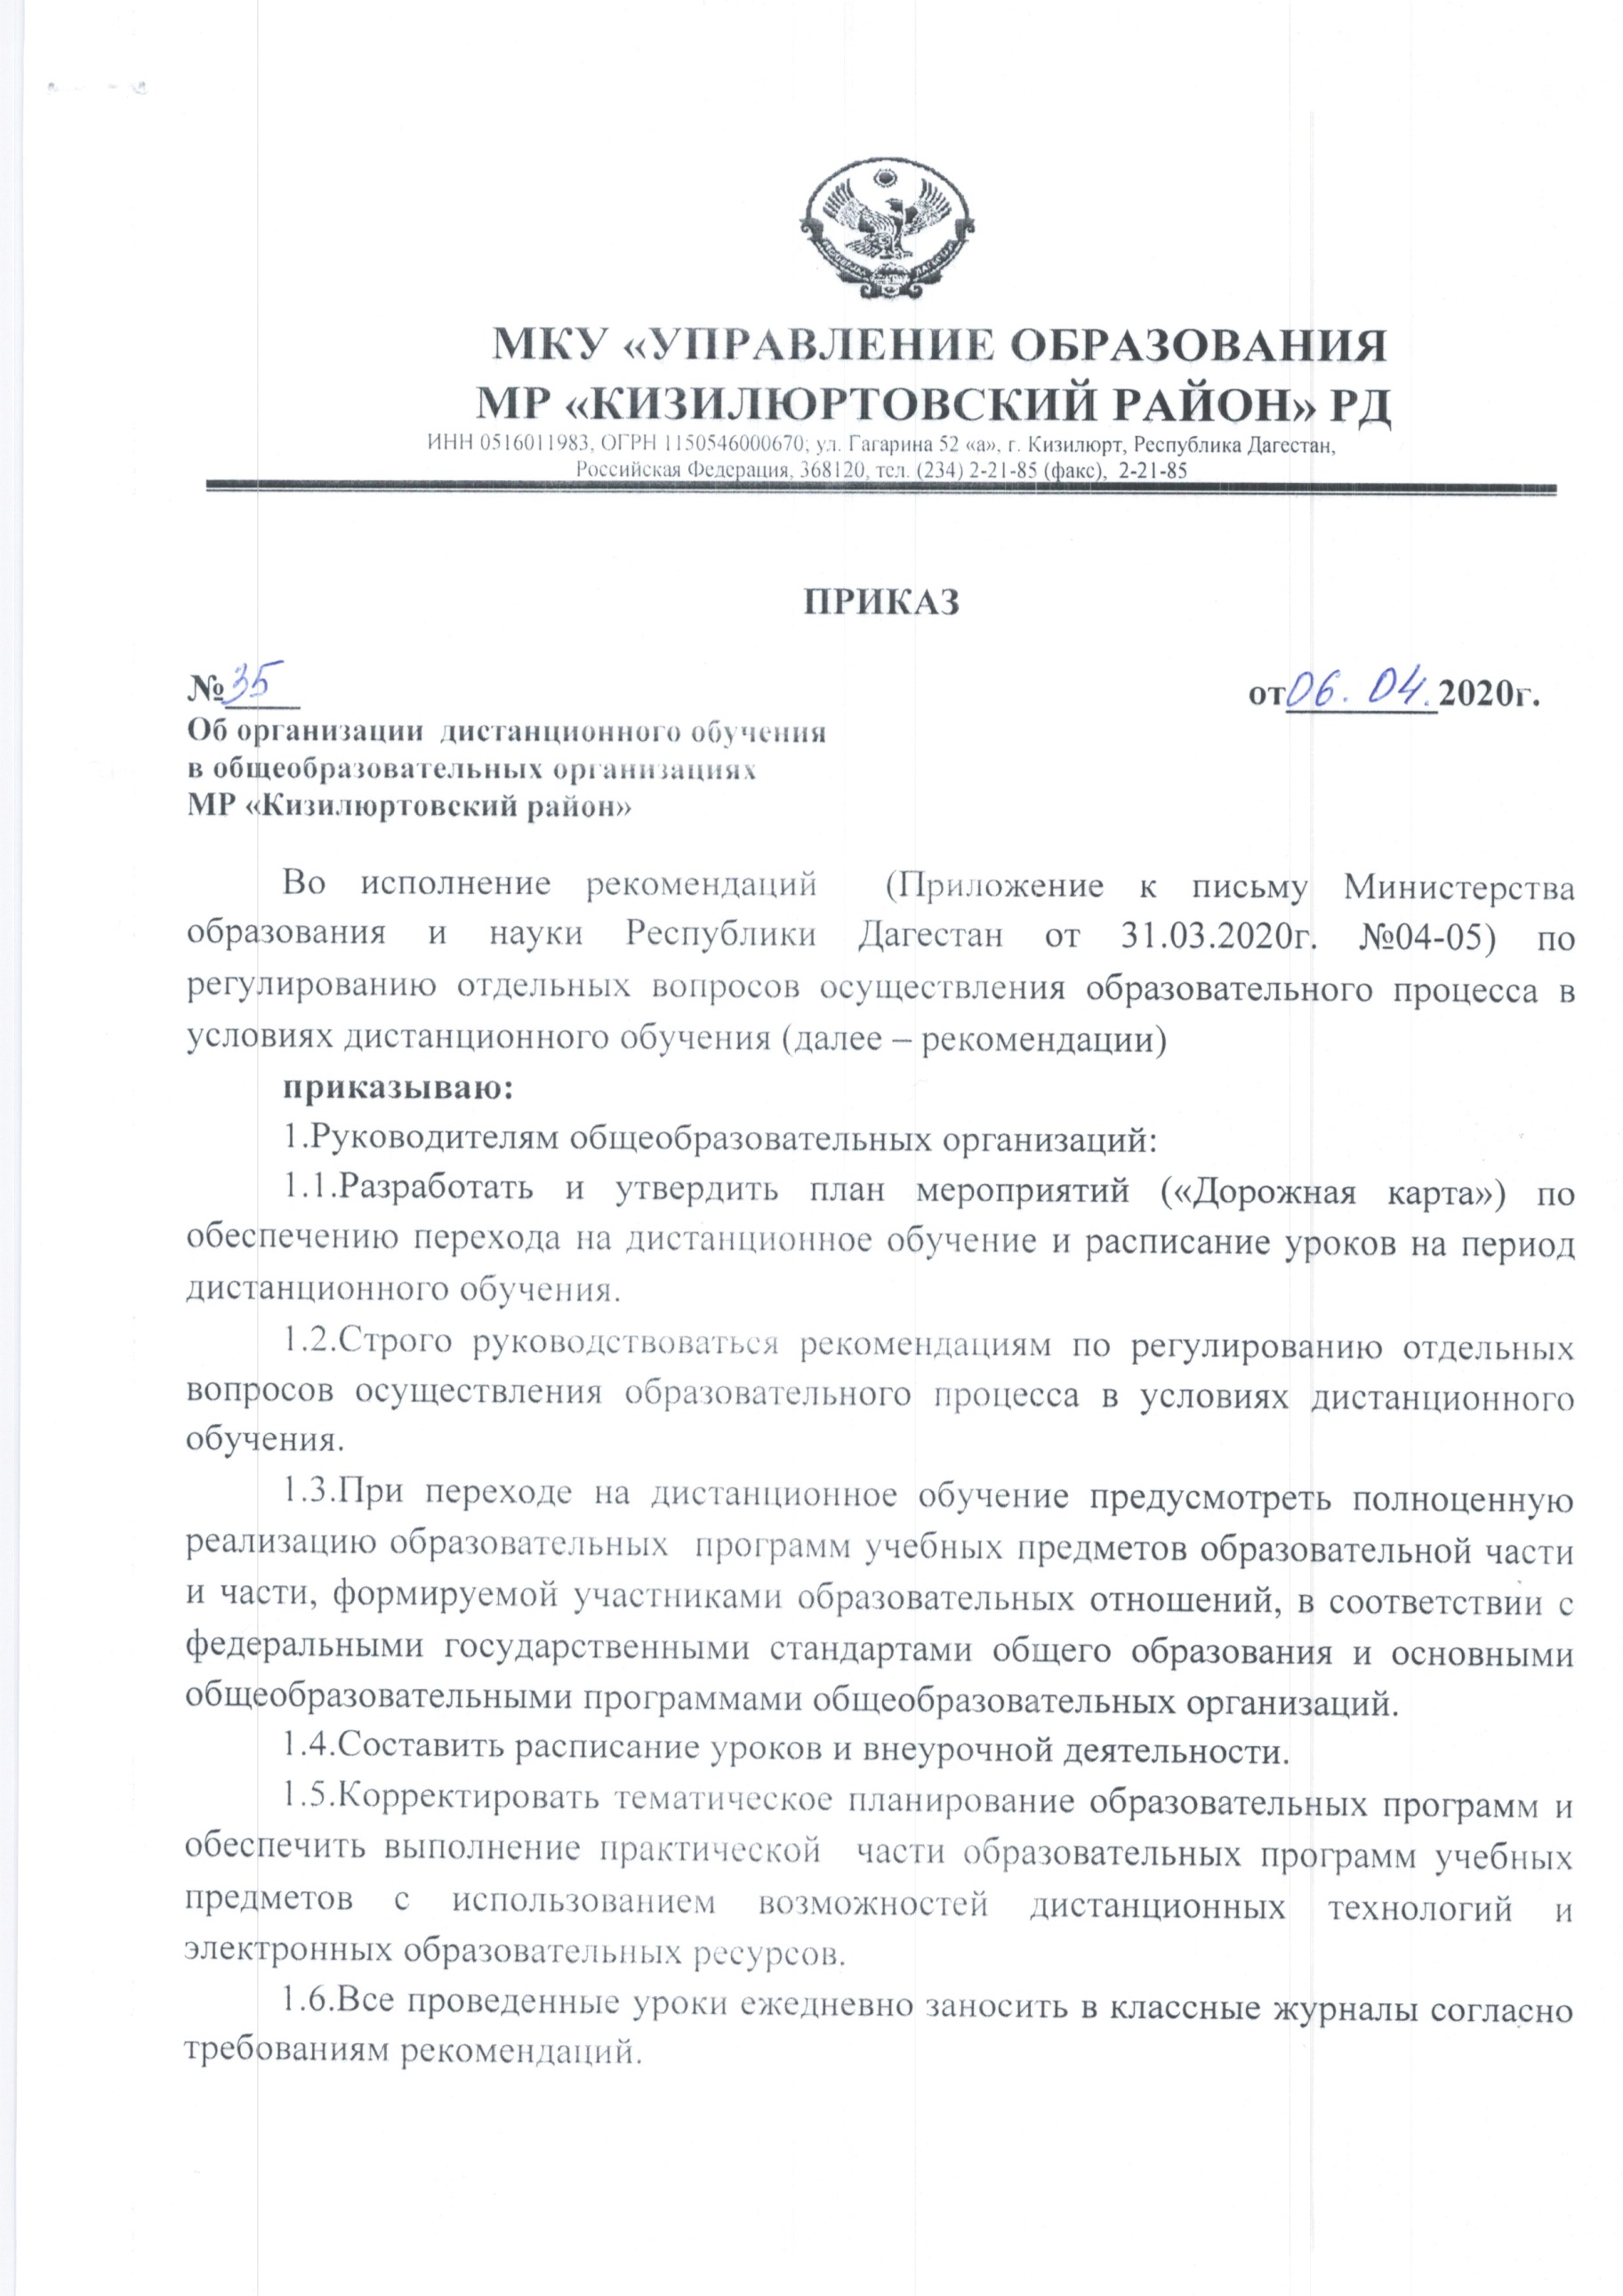 МКУ «УПРАВЛЕНИЕ ОБРАЗОВАНИЯ
МР «КИЗИЛЮРТОВСКИЙ РАЙОН» РД
ИНН 0516011983, ОГРН 1150546000670; ул. Гагарина 52 «а», г. Кизилюрт, Республика Дагестан,
Российская Федерация, 368120, тел. (234) 2-21-85 (факс), 2-21-85
ПРИКАЗ
№ 35 от 06. 04. 2020г.
Об организации дистанционного обучения
в общеобразовательных организациях
МР «Кизилюртовский район»
Во исполнение рекомендаций (Приложение к письму Министерства
образования и науки Республики Дагестан от 31.03.2020г. №04-05) по
регулированию отдельных вопросов осуществления образовательного процесса в
условиях дистанционного обучения (далее – рекомендации)
приказываю:
1.Руководителям общеобразовательных организаций:
1.1.Разработать и утвердить план мероприятий («Дорожная карта») по
обеспечению перехода на дистанционное обучение и расписание уроков на период
дистанционного обучения.
1.2.Строго руководствоваться рекомендациям по регулированию отдельных
вопросов осуществления образовательного процесса в условиях дистанционного
обучения.
1.3.При переходе на дистанционное обучение предусмотреть полноценную
реализацию образовательных программ учебных предметов образовательной части
и части, формируемой участниками образовательных отношений, в соответствии с
федеральными государственными стандартами общего образования и основными
общеобразовательными программами общеобразовательных организаций.
1.4.Составить расписание уроков и внеурочной деятельности.
1.5.Корректировать тематическое планирование образовательных программ и
обеспечить выполнение практической части образовательных программ учебных
предметов с использованием возможностей дистанционных технологий и
электронных образовательных ресурсов.
1.6.Все проведенные уроки ежедневно заносить в классные журналы согласно
требованиям рекомендаций.